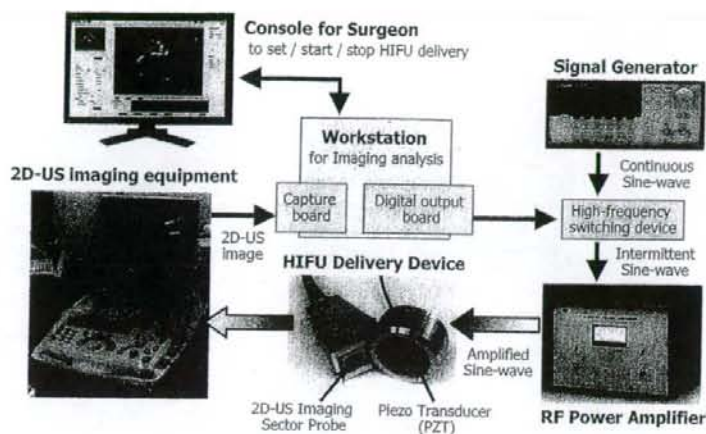 Console for Surgeon
to set / start / stop HIFU delivery
Signal Generator
Workstation
for Imaging analysis
Continuous
Sine-wave
2D-US imaging equipment
Capture
board
Digital output
board
High-frequency
switching device
2D-US
image
Intermittent
Sine-wave
HIFU Delivery Device
Amplified
Sine-wave
2D-US Imaging
Sector Probe
Piezo Transducer
(PZT)
RF Power Amplifier